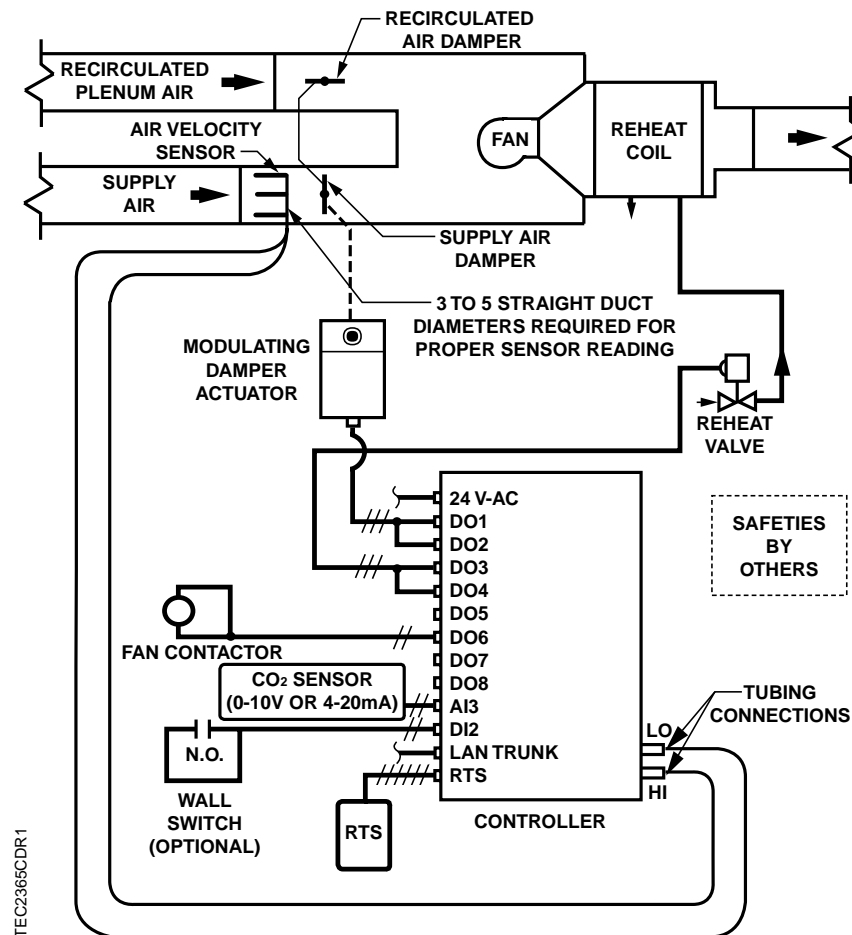 RECIRCULATED
AIR DAMPER
RECIRCULATED
PLENUM AIR
AIR VELOCITY
SENSOR
SUPPLY
AIR
FAN
REHEAT
COIL
SUPPLY AIR
DAMPER
3 TO 5 STRAIGHT DUCT
DIAMETERS REQUIRED FOR
PROPER SENSOR READING
MODULATING
DAMPER
ACTUATOR
REHEAT
VALVE
24 V-AC
DO1
DO2
DO3
DO4
DO5
DO6
DO7
DO8
AI3
DI2
LAN TRUNK
RTS
SAFETIES
BY
OTHERS
FAN CONTACTOR
CO2 SENSOR
(0-10V OR 4-20mA)
N.O.
WALL
SWITCH
(OPTIONAL)
RTS
CONTROLLER
LO
HI
TUBING
CONNECTIONS
TEC2365CDR1